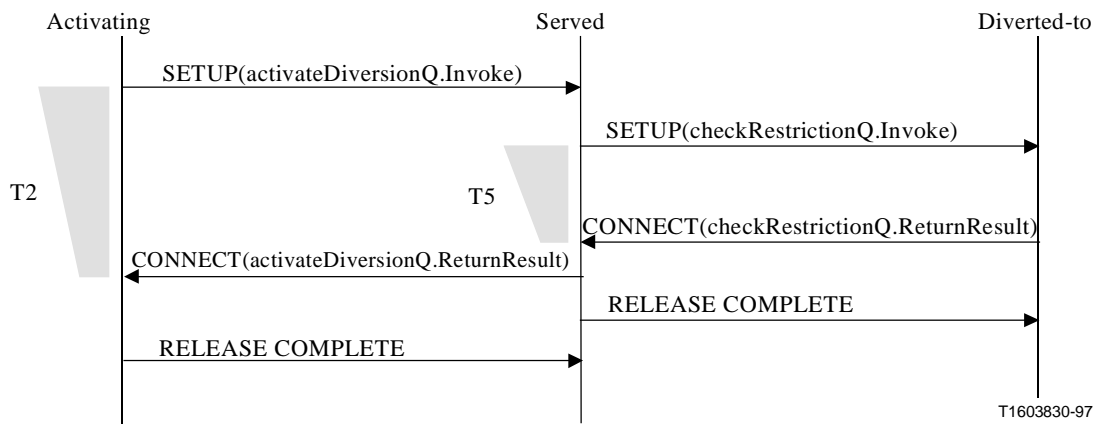 Activating
Served
Diverted-to
SETUP(activateDiversionQ.Invoke)
SETUP(checkRestrictionQ.Invoke)
T2
T5
CONNECT(checkRestrictionQ.ReturnResult)
CONNECT(activateDiversionQ.ReturnResult)
RELEASE COMPLETE
RELEASE COMPLETE
T1603830-97